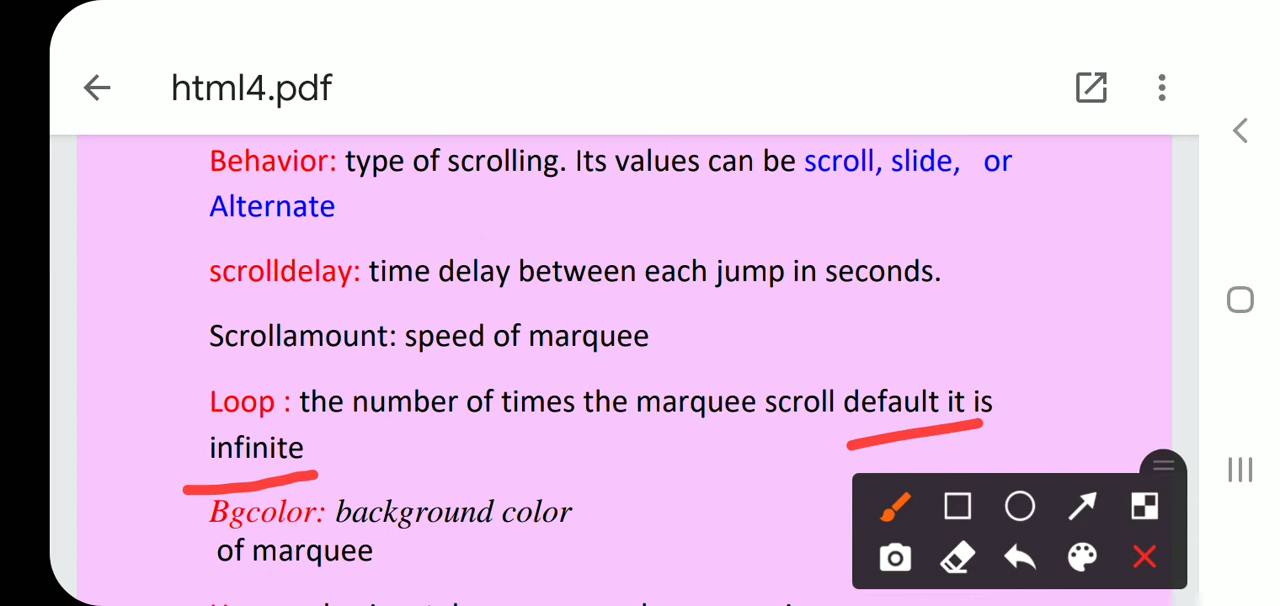 html4.pdf
Behavior: type of scrolling. Its values can be scroll, slide, or
Alternate
scrolldelay: time delay between each jump in seconds.
Scrollamount: speed of marquee
Loop : the number of times the marquee scroll default it is
infinite
Bgcolor: background color
of marquee